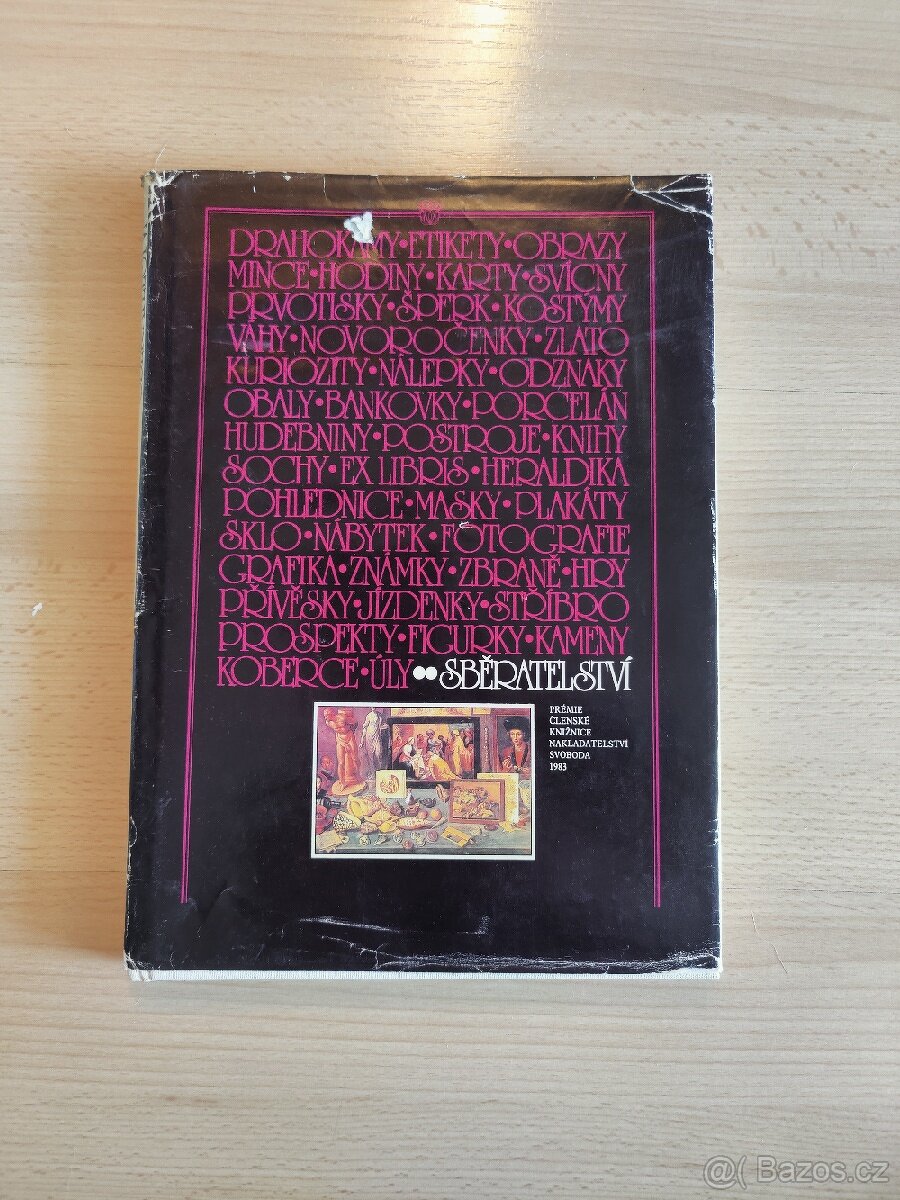 DRAHOKAMY • ETIKETY • OBRAZY
MINCE • HODINY • KARTY • SVÍCNY
PRVOTISKY • ŠPERK • KOSTÝMY
VÁHY • NOVOROČENKY • ZLATO
KURIOZITY • NÁLEPKY • ODZNAKY
OBALY • BANKOVKY • PORCELÁN
HUDEBNINY • POSTROJE • KNIHY
SOCHY • EX LIBRIS • HERALDIKA
POHLEDNICE • MASKY • PLAKÁTY
SKLO • NÁBYTEK • FOTOGRAFIE
GRAFIKA • ZNÁMKY • ZBRANĚ • HRY
PŘÍVĚSKY • JÍZDENKY • STŘÍBRO
PROSPEKTY • FIGURKY • KAMENY
KOBERCE • ÚLY •• SBĚRATELSTVÍ
PRÉMIE
ČLENSKÉ
KNIŽNICE
NAKLADATELSTVÍ
SVOBODA
1983
@( Bazos.cz